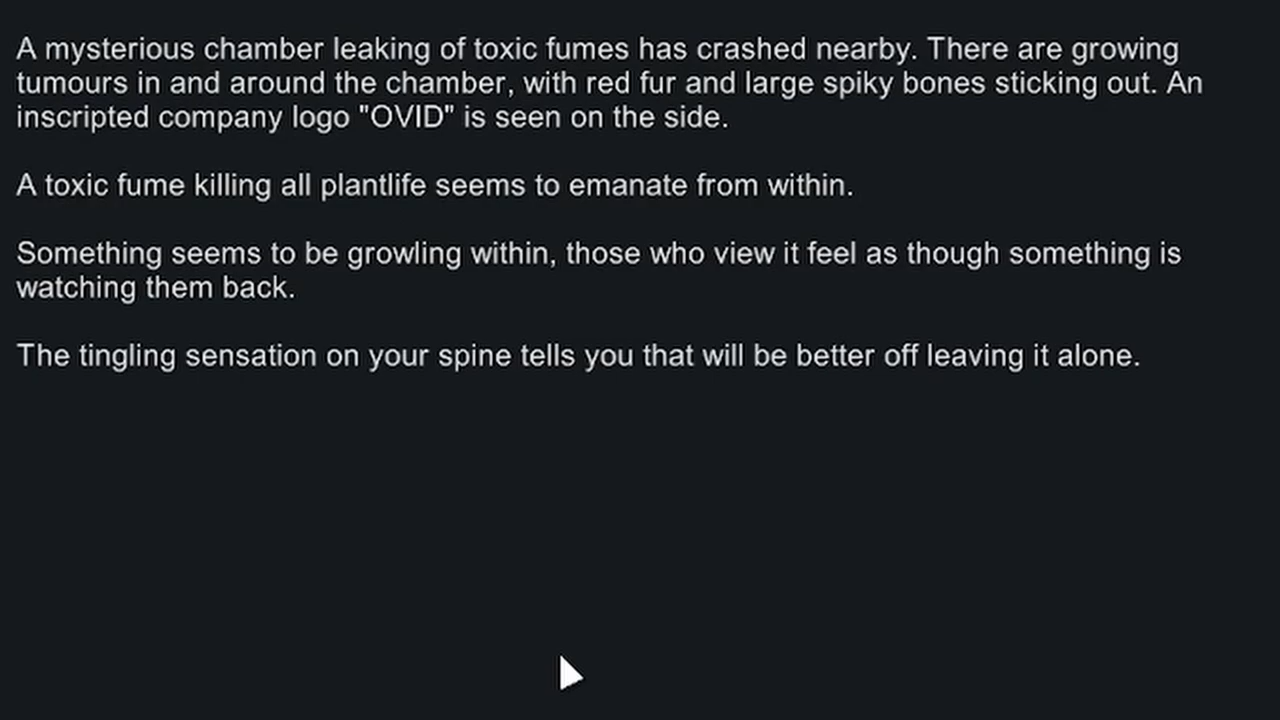 A mysterious chamber leaking of toxic fumes has crashed nearby. There are growing
tumours in and around the chamber, with red fur and large spiky bones sticking out. An
inscripted company logo "OVID" is seen on the side.
A toxic fume killing all plantlife seems to emanate from within.
Something seems to be growling within, those who view it feel as though something is
watching them back.
The tingling sensation on your spine tells you that will be better off leaving it alone.